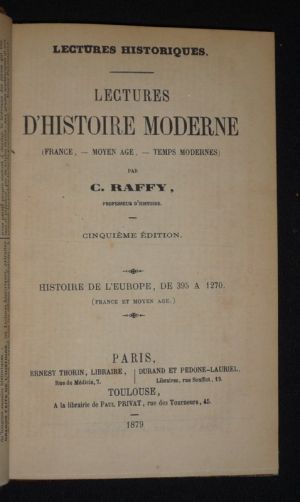 LECTURES HISTORIQUES.
LECTURES
D'HISTOIRE MODERNE
(FRANCE, — MOYEN AGE, — TEMPS MODERNES)
PAR
C. RAFFY,
PROFESSEUR D'HISTOIRE.
CINQUIÈME ÉDITION.
HISTOIRE DE L'EUROPE, DE 395 A 1270.
(FRANCE ET MOYEN AGE.)
PARIS,
ERNEST THORIN, LIBRAIRE,
Rue de Médicis, 7.
DURAND ET PEDONE-LAURIEL,
Libraires, rue Soufflot, 13.
TOULOUSE,
A la librairie de PAUL PRIVAT, rue des Tourneurs, 45.
1879